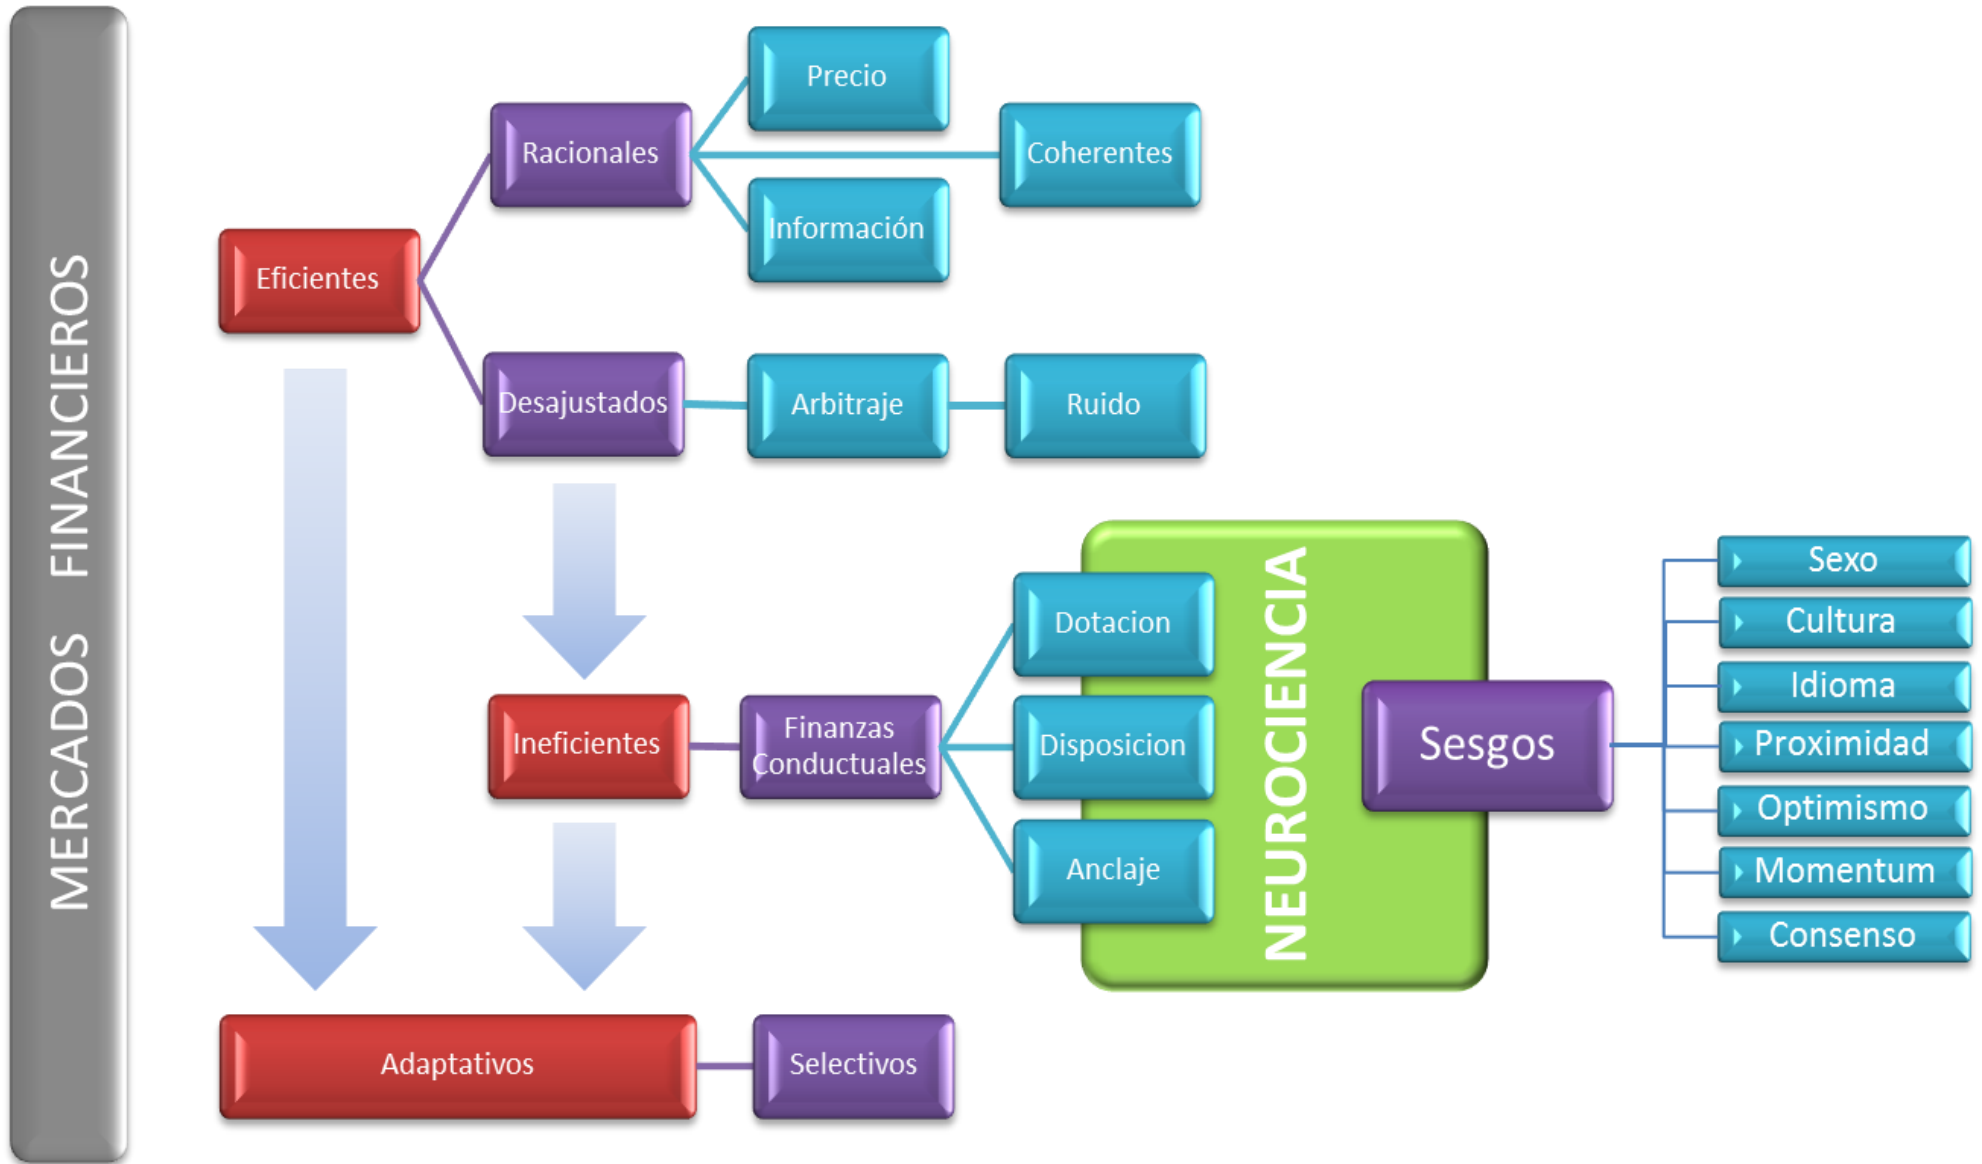 MERCADOS FINANCIEROS
Eficientes
Racionales
Precio
Información
Coherentes
Desajustados
Arbitraje
Ruido
Ineficientes
Finanzas
Conductuales
Dotacion
Disposicion
Anclaje
NEUROCIENCIA
Sesgos
Sexo
Cultura
Idioma
Proximidad
Optimismo
Momentum
Consenso
Adaptativos
Selectivos